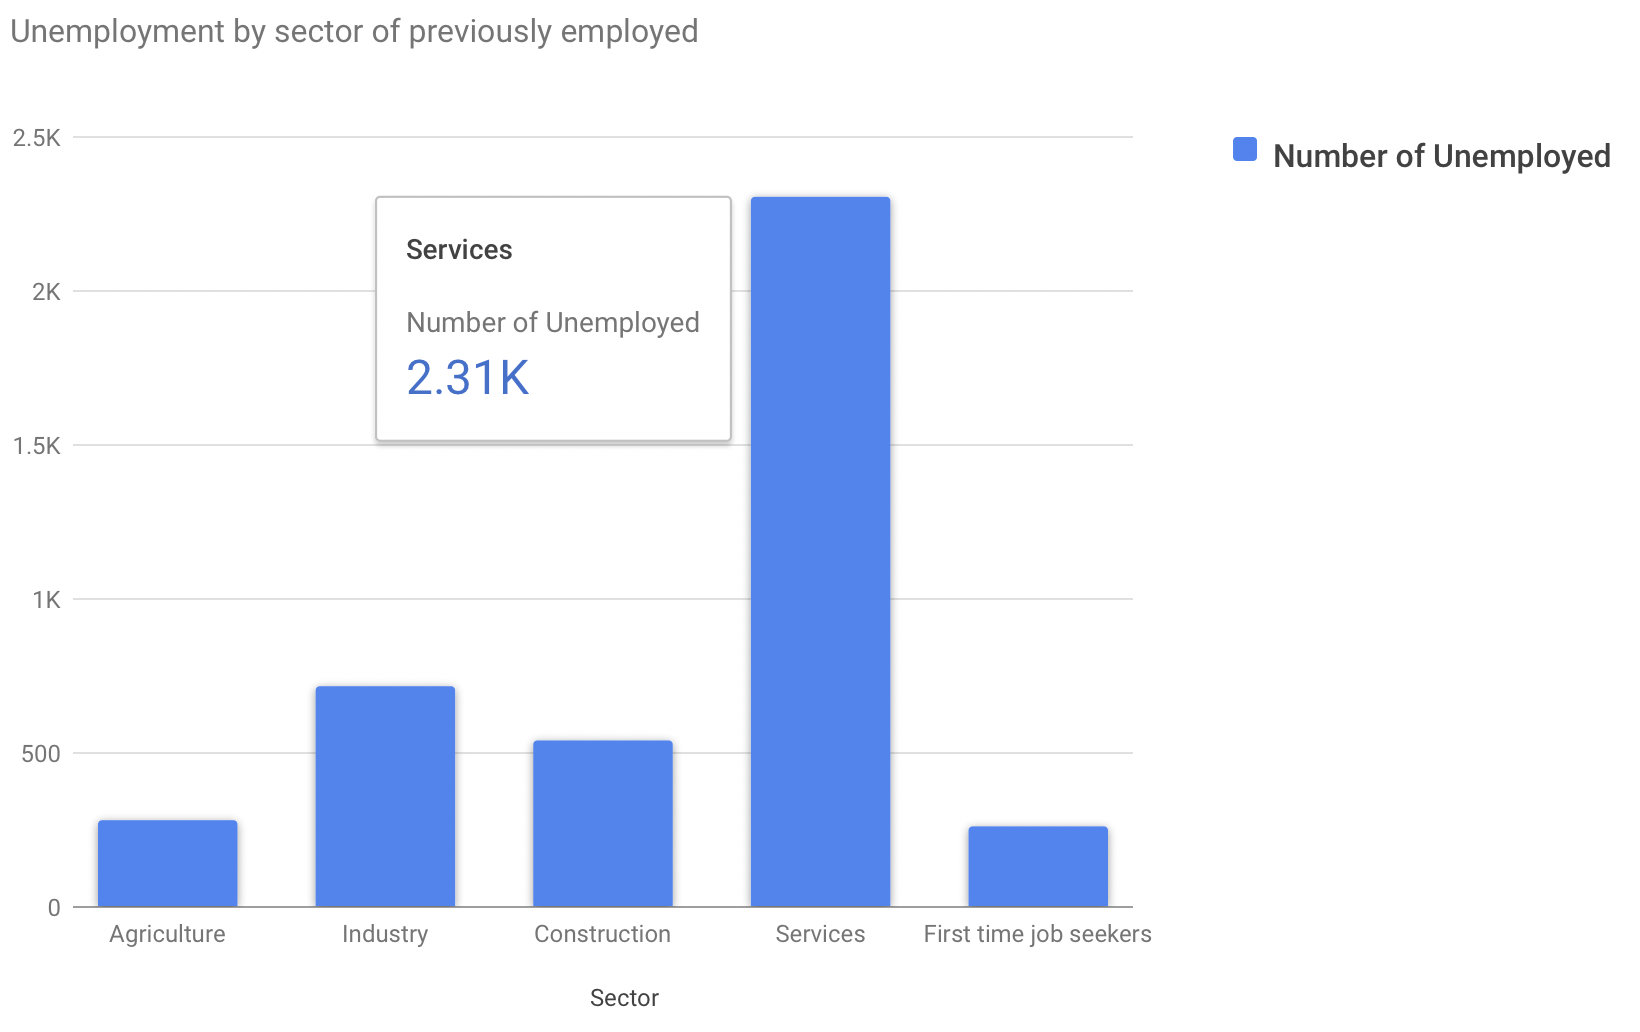 Unemployment by sector of previously employed
2.5K
2K
1.5K
1K
500
0
Number of Unemployed
Services
Number of Unemployed
2.31K
Agriculture
Industry
Construction
Services
First time job seekers
Sector